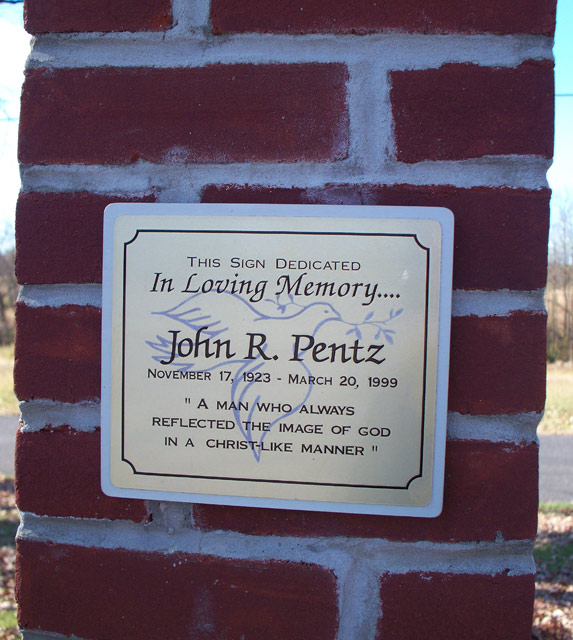 THIS SIGN DEDICATED
In Loving Memory....
John R. Pentz
NOVEMBER 17, 1923 - MARCH 20, 1999
" A MAN WHO ALWAYS
REFLECTED THE IMAGE OF GOD
IN A CHRIST-LIKE MANNER "